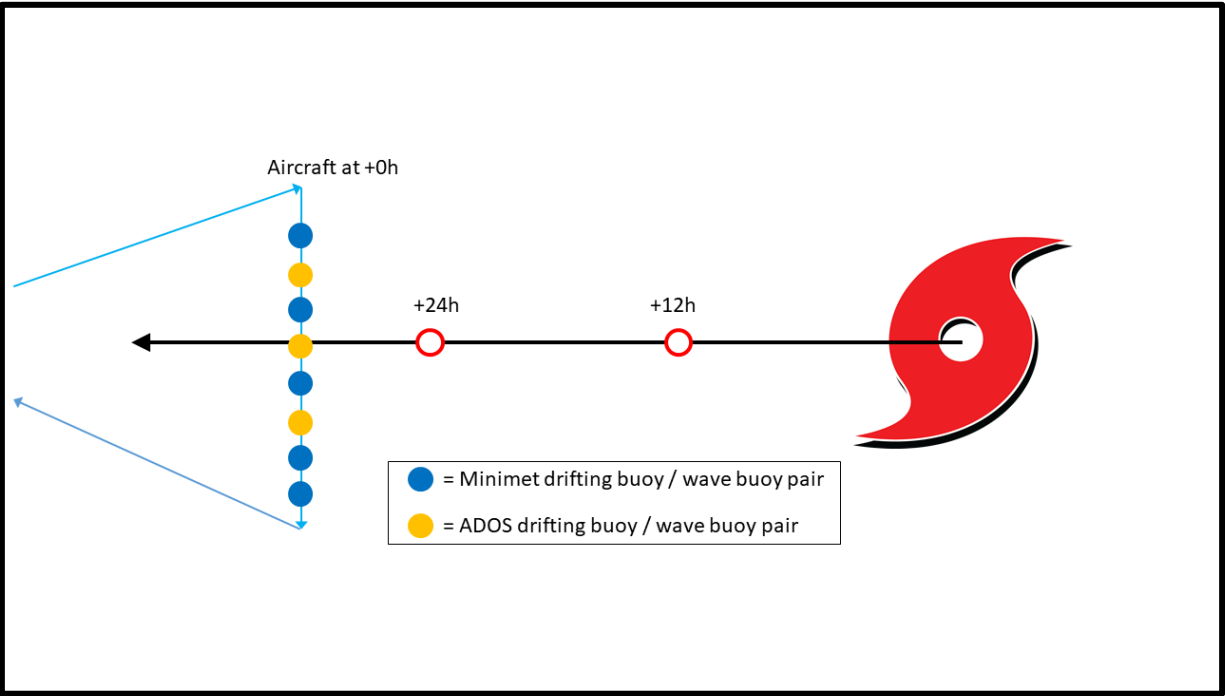 Aircraft at +0h
+24h
+12h
= Minimet drifting buoy / wave buoy pair
= ADOS drifting buoy / wave buoy pair